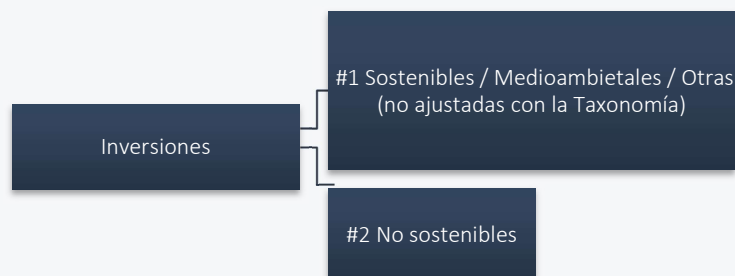 Inversiones
#1 Sostenibles / Medioambietales / Otras
(no ajustadas con la Taxonomía)
#2 No sostenibles